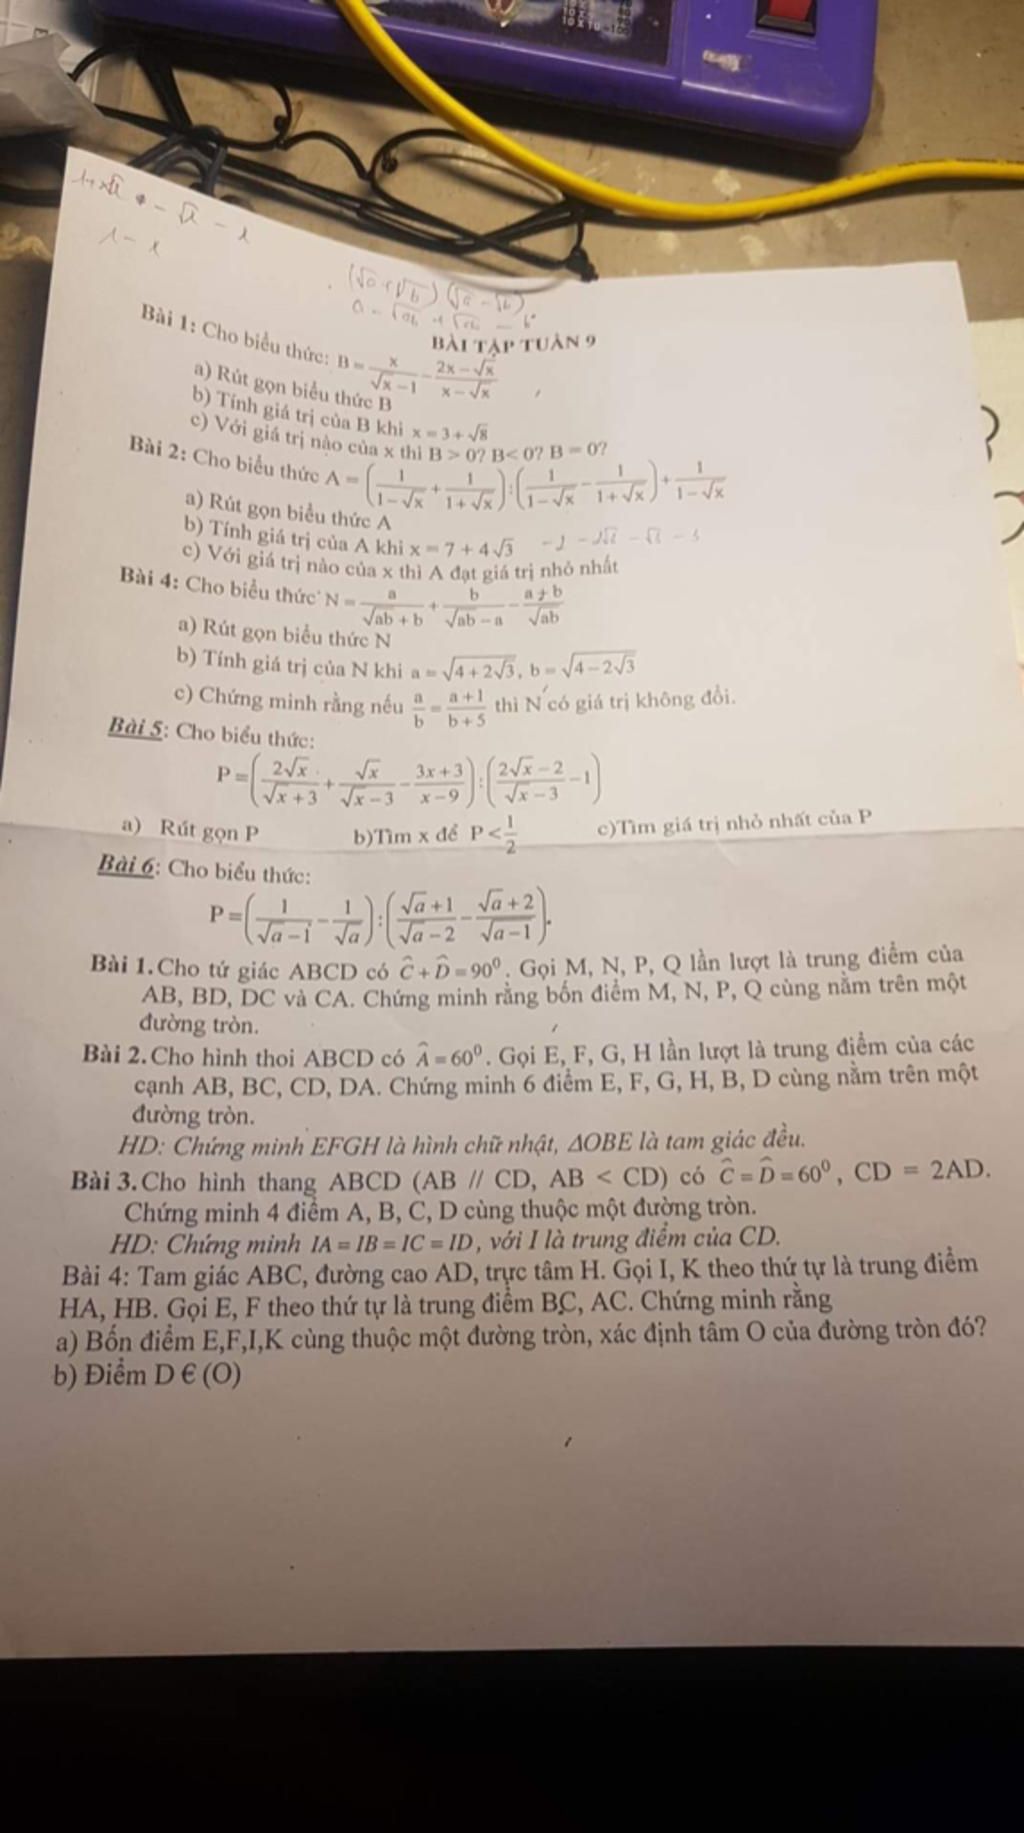 (√a + √b)(√a - √b)
a - √ab + √ab - b
BÀI TẬP TUẦN 9
Bài 1: Cho biểu thức: B = x/(√x - 1) - (2x - √x)/(x - √x)
a) Rút gọn biểu thức B
b) Tính giá trị của B khi x = 3 + √8
c) Với giá trị nào của x thì B > 0? B < 0? B = 0?
Bài 2: Cho biểu thức A = (1/(1 - √x) + 1/(1 + √x)) : (1/(1 - √x) - 1/(1 + √x)) + 1/(1 - √x)
a) Rút gọn biểu thức A
b) Tính giá trị của A khi x = 7 + 4√3
c) Với giá trị nào của x thì A đạt giá trị nhỏ nhất
Bài 4: Cho biểu thức N = a/(√ab + b) + b/(√ab - a) - (a + b)/√ab
a) Rút gọn biểu thức N
b) Tính giá trị của N khi a = √(4 + 2√3), b = √(4 - 2√3)
c) Chứng minh rằng nếu a/b = (a + 1)/(b + 5) thì N có giá trị không đổi.
Bài 5: Cho biểu thức:
P = (2√x/(√x + 3) + √x/(√x - 3) - (3x + 3)/(x - 9)) : ((2√x - 2)/(√x - 3) - 1)
a) Rút gọn P b)Tìm x để P < 1/2 c)Tìm giá trị nhỏ nhất của P
Bài 6: Cho biểu thức:
P = (1/(√a - 1) - 1/√a) : ((√a + 1)/(√a - 2) - (√a + 2)/(√a - 1)).
Bài 1. Cho tứ giác ABCD có Ĉ + D̂ = 90⁰. Gọi M, N, P, Q lần lượt là trung điểm của
AB, BD, DC và CA. Chứng minh rằng bốn điểm M, N, P, Q cùng nằm trên một
đường tròn.
Bài 2. Cho hình thoi ABCD có Â = 60⁰. Gọi E, F, G, H lần lượt là trung điểm của các
cạnh AB, BC, CD, DA. Chứng minh 6 điểm E, F, G, H, B, D cùng nằm trên một
đường tròn.
HD: Chứng minh EFGH là hình chữ nhật, ΔOBE là tam giác đều.
Bài 3. Cho hình thang ABCD (AB // CD, AB < CD) có Ĉ = D̂ = 60⁰, CD = 2AD.
Chứng minh 4 điểm A, B, C, D cùng thuộc một đường tròn.
HD: Chứng minh IA = IB = IC = ID, với I là trung điểm của CD.
Bài 4: Tam giác ABC, đường cao AD, trực tâm H. Gọi I, K theo thứ tự là trung điểm
HA, HB. Gọi E, F theo thứ tự là trung điểm BC, AC. Chứng minh rằng
a) Bốn điểm E,F,I,K cùng thuộc một đường tròn, xác định tâm O của đường tròn đó?
b) Điểm D € (O)